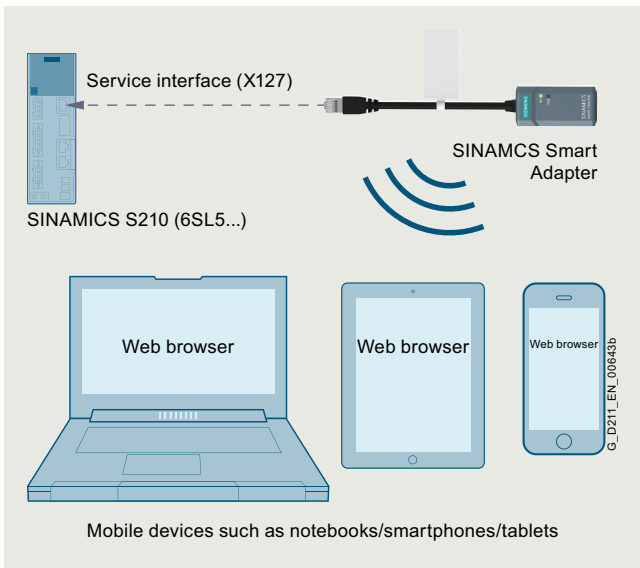 Service interface (X127)
SIEMENS
SINAMCS Smart
Adapter
SINAMICS S210 (6SL5...)
Web browser
Web browser
Web browser
G_D211_EN_00643b
Mobile devices such as notebooks/smartphones/tablets